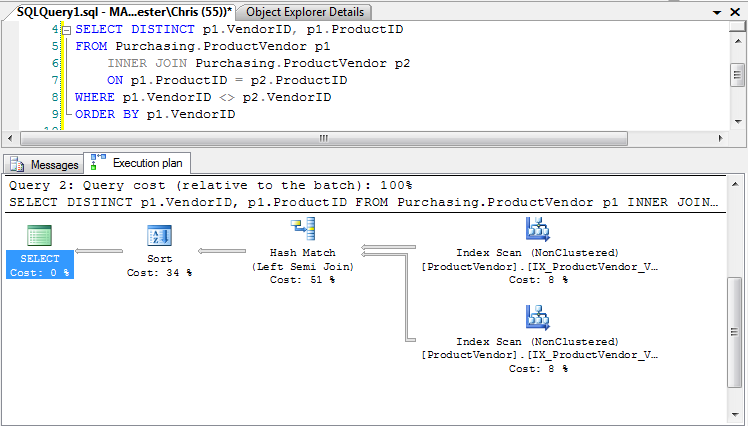 SQLQuery1.sql - MA...ester\Chris (55))*
Object Explorer Details
4 SELECT DISTINCT p1.VendorID, p1.ProductID
5 FROM Purchasing.ProductVendor p1
6 INNER JOIN Purchasing.ProductVendor p2
7 ON p1.ProductID = p2.ProductID
8 WHERE p1.VendorID <> p2.VendorID
9 ORDER BY p1.VendorID
Messages
Execution plan
Query 2: Query cost (relative to the batch): 100%
SELECT DISTINCT p1.VendorID, p1.ProductID FROM Purchasing.ProductVendor p1 INNER JOIN...
SELECT
Cost: 0 %
Sort
Cost: 34 %
Hash Match
(Left Semi Join)
Cost: 51 %
Index Scan (NonClustered)
[ProductVendor].[IX_ProductVendor_V...
Cost: 8 %
Index Scan (NonClustered)
[ProductVendor].[IX_ProductVendor_V...
Cost: 8 %